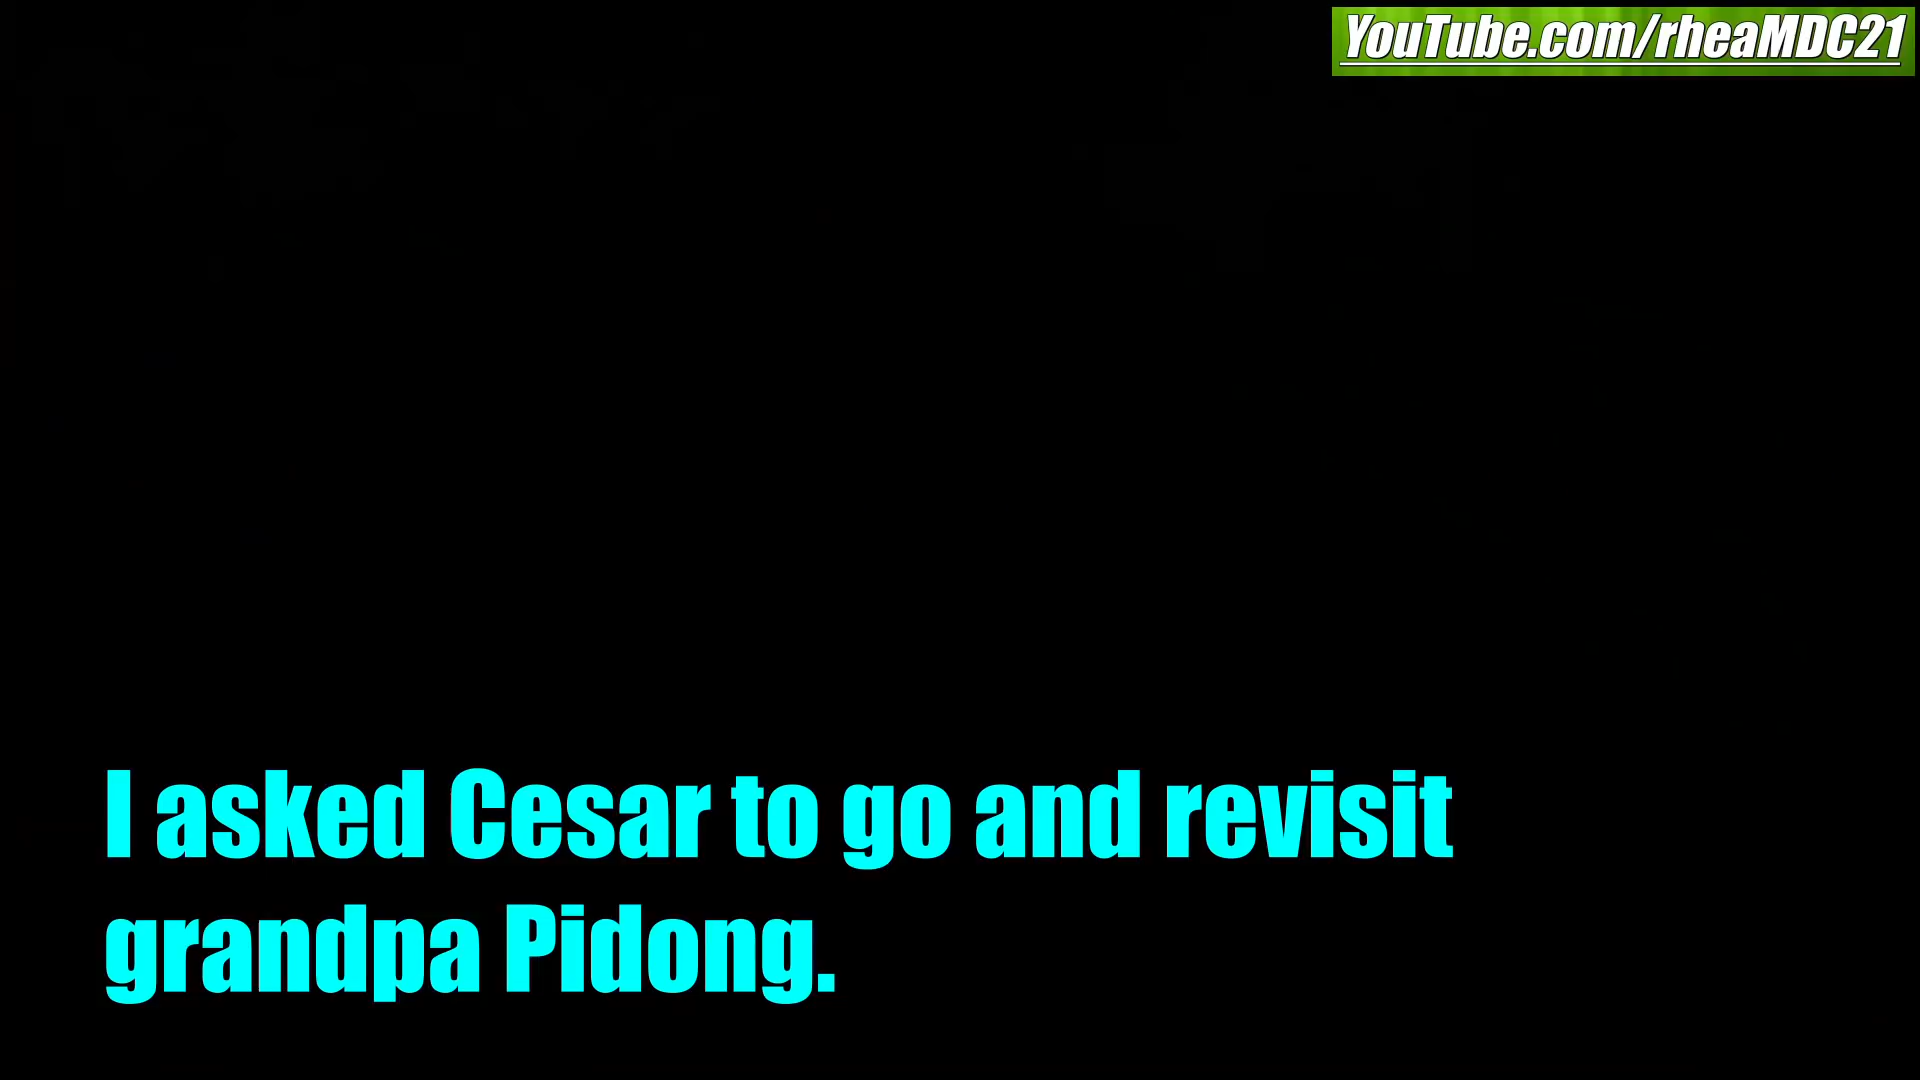 YouTube.com/rheaMDC21
I asked Cesar to go and revisit
grandpa Pidong.